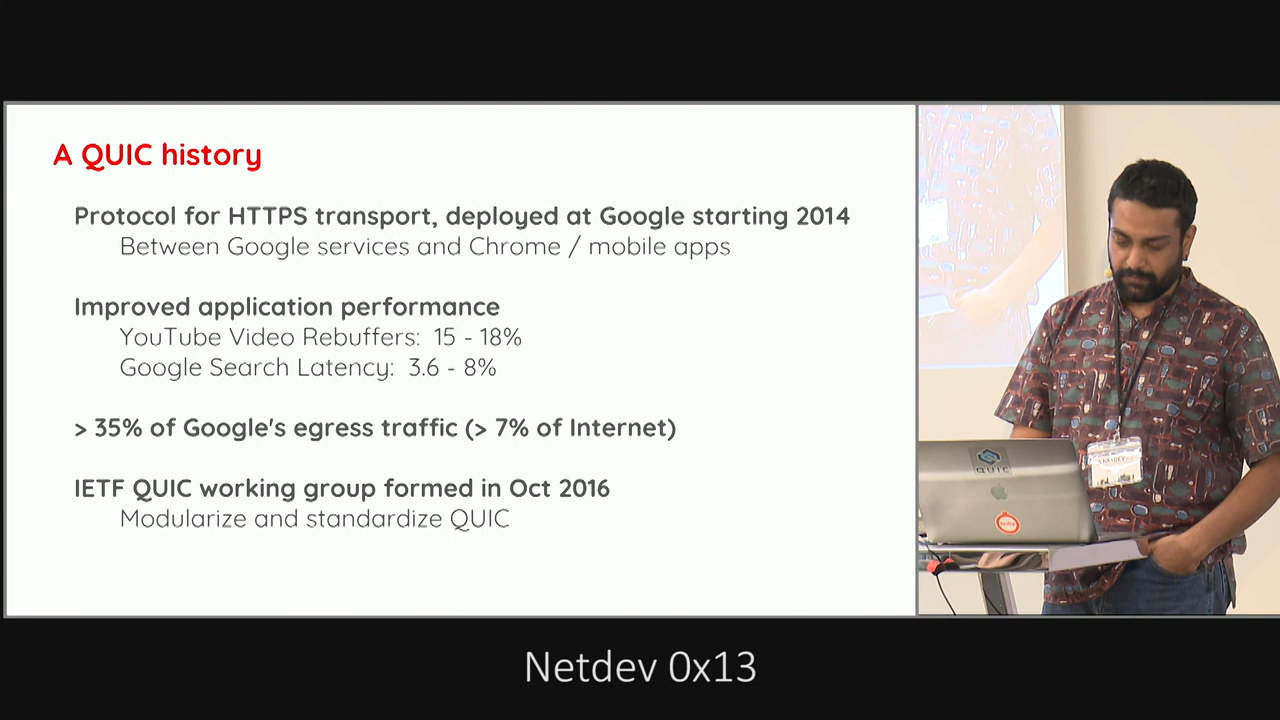 A QUIC history
Protocol for HTTPS transport, deployed at Google starting 2014
Between Google services and Chrome / mobile apps
Improved application performance
YouTube Video Rebuffers: 15 - 18%
Google Search Latency: 3.6 - 8%
> 35% of Google's egress traffic (> 7% of Internet)
IETF QUIC working group formed in Oct 2016
Modularize and standardize QUIC
QUIC
fastly
Netdev 0x13